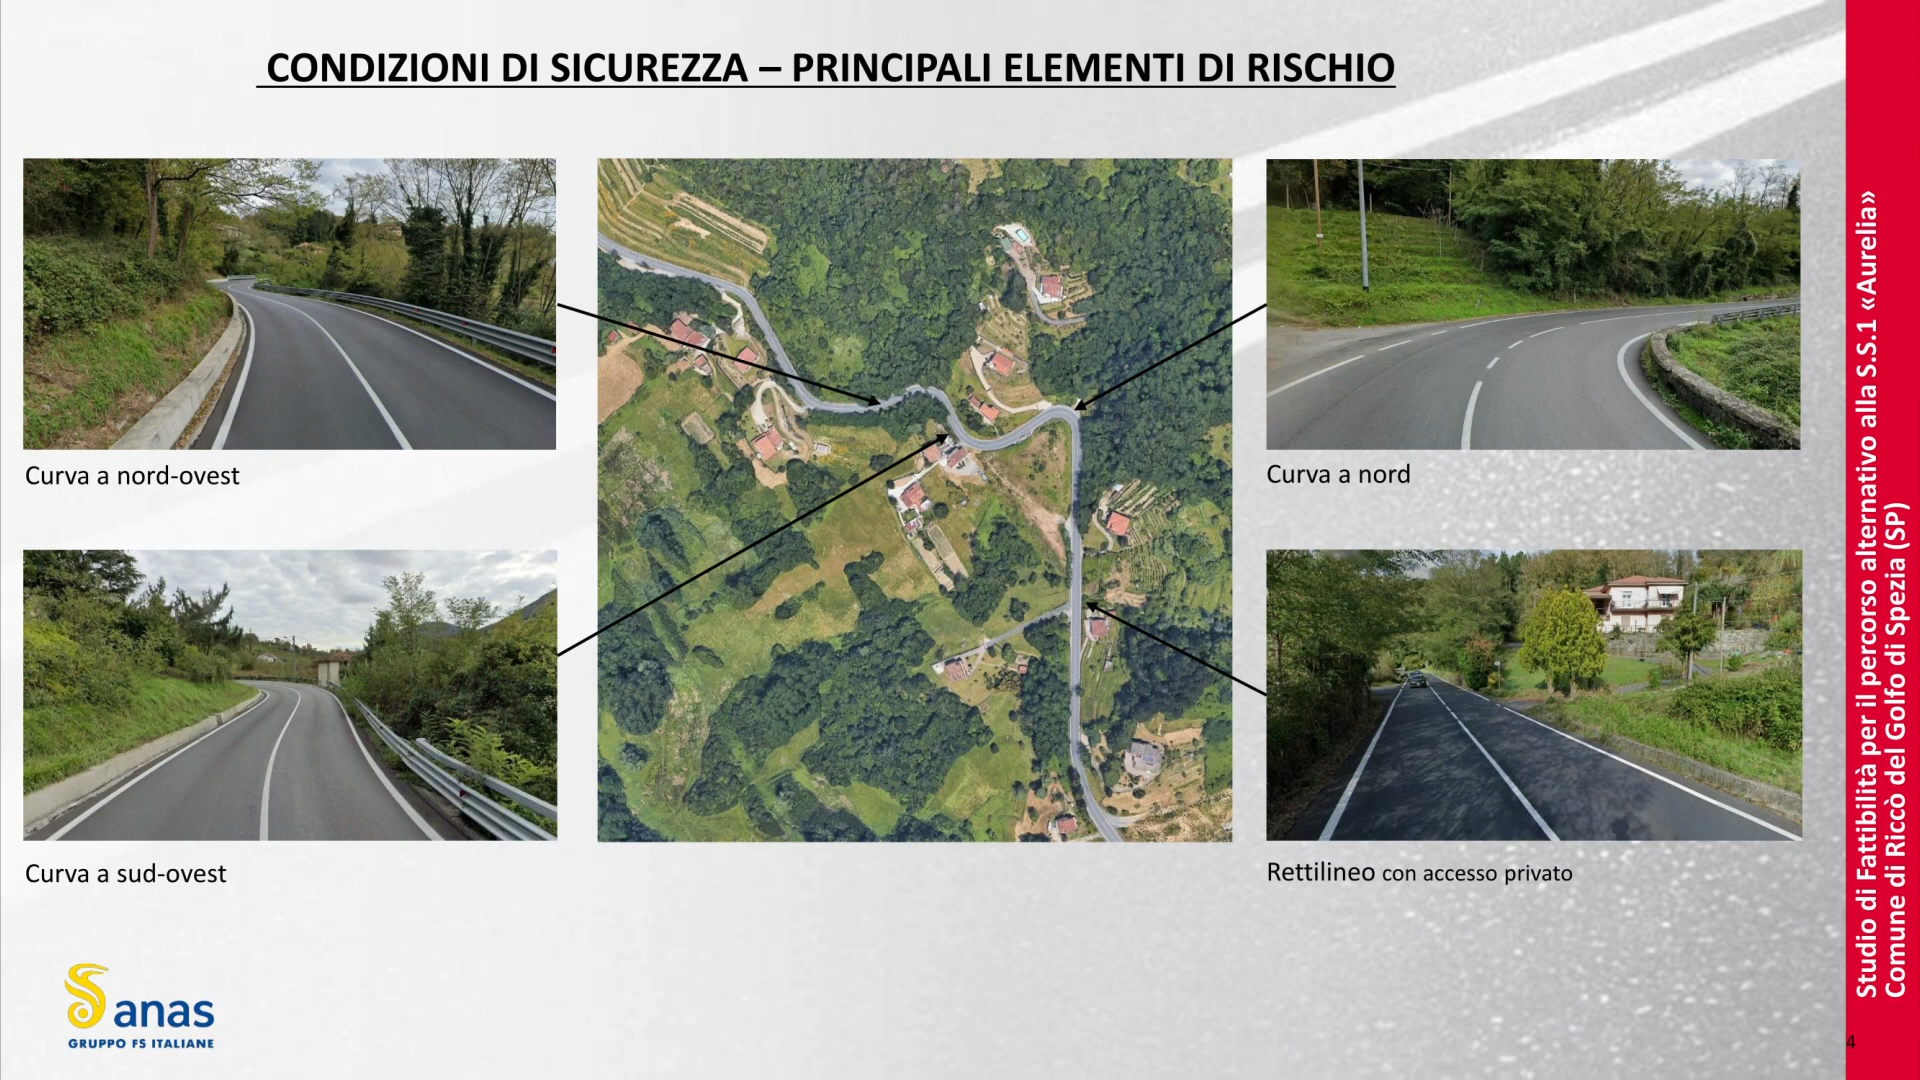 CONDIZIONI DI SICUREZZA – PRINCIPALI ELEMENTI DI RISCHIO
Curva a nord-ovest
Curva a nord
Curva a sud-ovest
Rettilineo con accesso privato
anas
GRUPPO FS ITALIANE
Studio di Fattibilità per il percorso alternativo alla S.S.1 «Aurelia»
Comune di Riccò del Golfo di Spezia (SP)
4